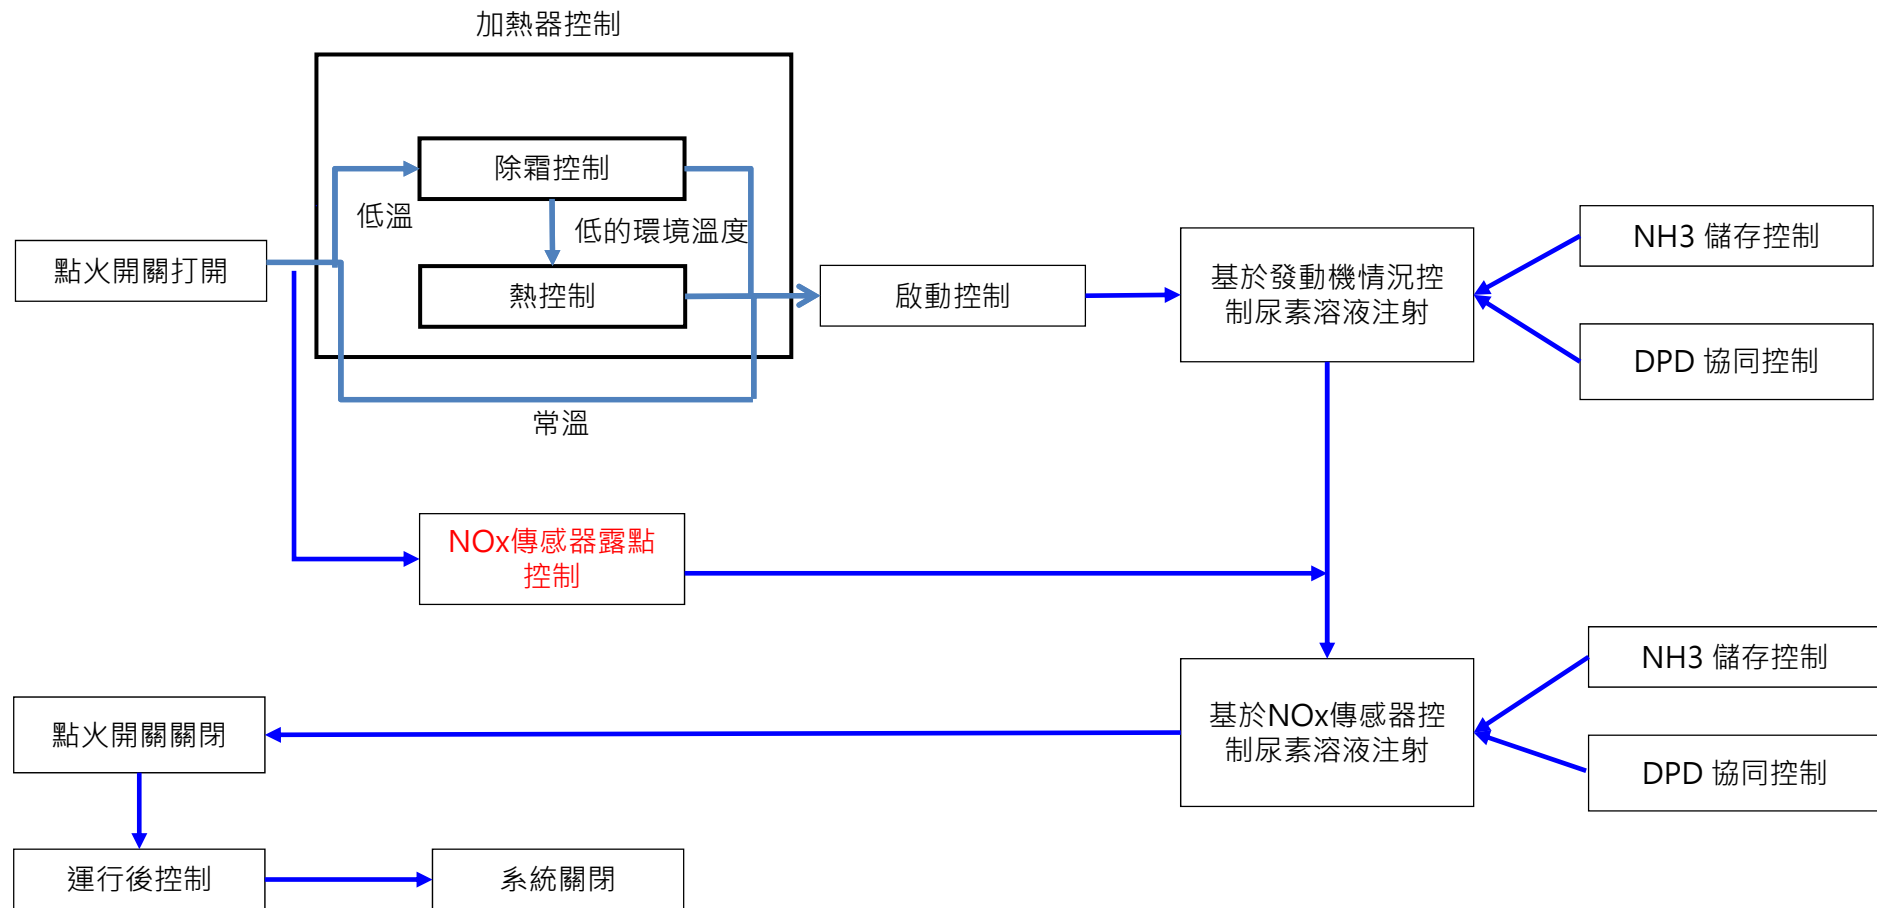 加熱器控制
除霜控制
低溫
低的環境溫度
點火開關打開
熱控制
啟動控制
基於發動機情況控
制尿素溶液注射
NH3 儲存控制
DPD 協同控制
常溫
NOx傳感器露點
控制
NH3 儲存控制
點火開關關閉
基於NOx傳感器控
制尿素溶液注射
DPD 協同控制
運行後控制
系統關閉